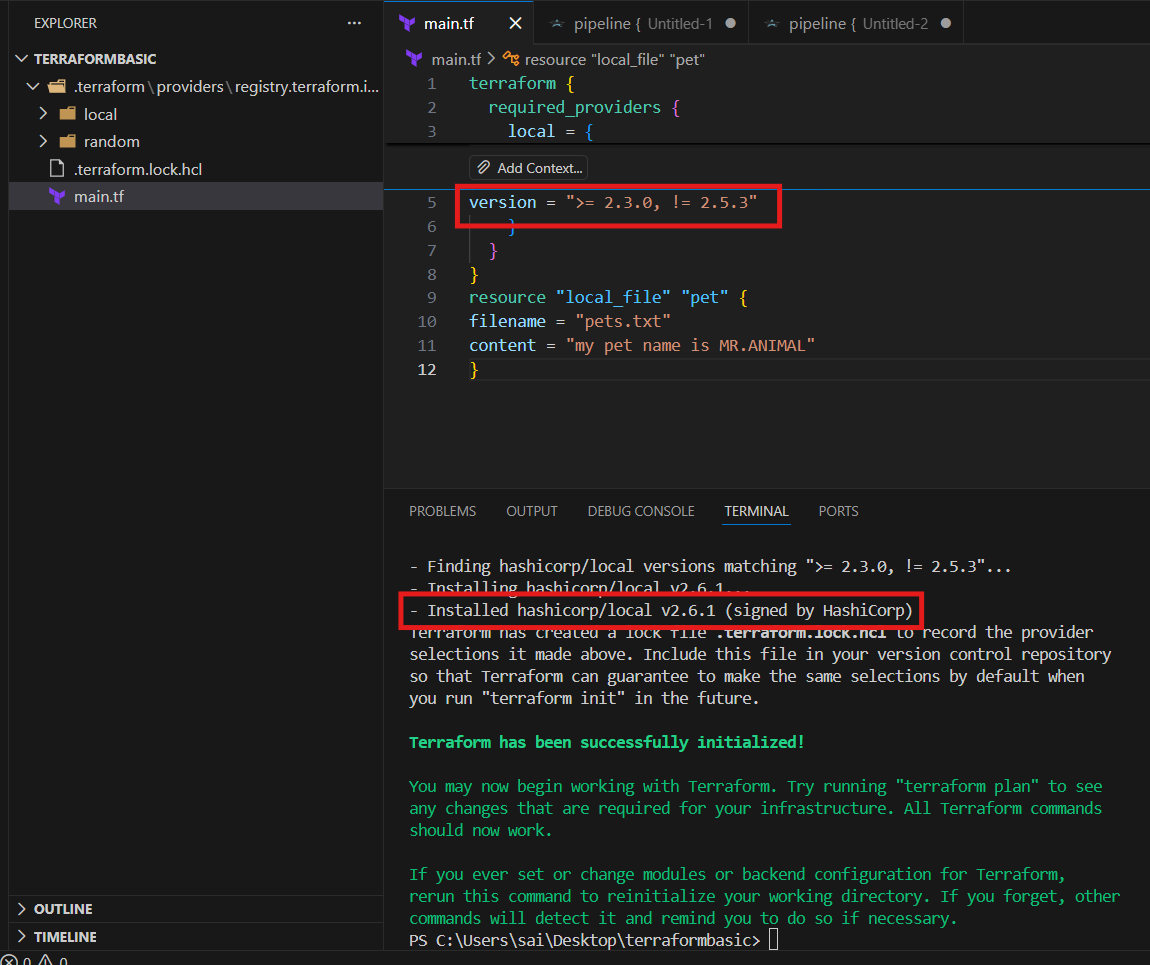 EXPLORER ...
TERRAFORMBASIC
.terraform\providers\registry.terraform.i...
local
random
.terraform.lock.hcl
main.tf
OUTLINE
TIMELINE
0 0
main.tf
pipeline { Untitled-1
pipeline { Untitled-2
main.tf > resource "local_file" "pet"
1 terraform {
2 required_providers {
3 local = {
Add Context...
5 version = ">= 2.3.0, != 2.5.3"
6 }
7 }
8 }
9 resource "local_file" "pet" {
10 filename = "pets.txt"
11 content = "my pet name is MR.ANIMAL"
12 }
PROBLEMS OUTPUT DEBUG CONSOLE TERMINAL PORTS
- Finding hashicorp/local versions matching ">= 2.3.0, != 2.5.3"...
- Installing hashicorp/local v2.6.1...
- Installed hashicorp/local v2.6.1 (signed by HashiCorp)
Terraform has created a lock file .terraform.lock.hcl to record the provider
selections it made above. Include this file in your version control repository
so that Terraform can guarantee to make the same selections by default when
you run "terraform init" in the future.
Terraform has been successfully initialized!
You may now begin working with Terraform. Try running "terraform plan" to see
any changes that are required for your infrastructure. All Terraform commands
should now work.
If you ever set or change modules or backend configuration for Terraform,
rerun this command to reinitialize your working directory. If you forget, other
commands will detect it and remind you to do so if necessary.
PS C:\Users\sai\Desktop\terraformbasic>